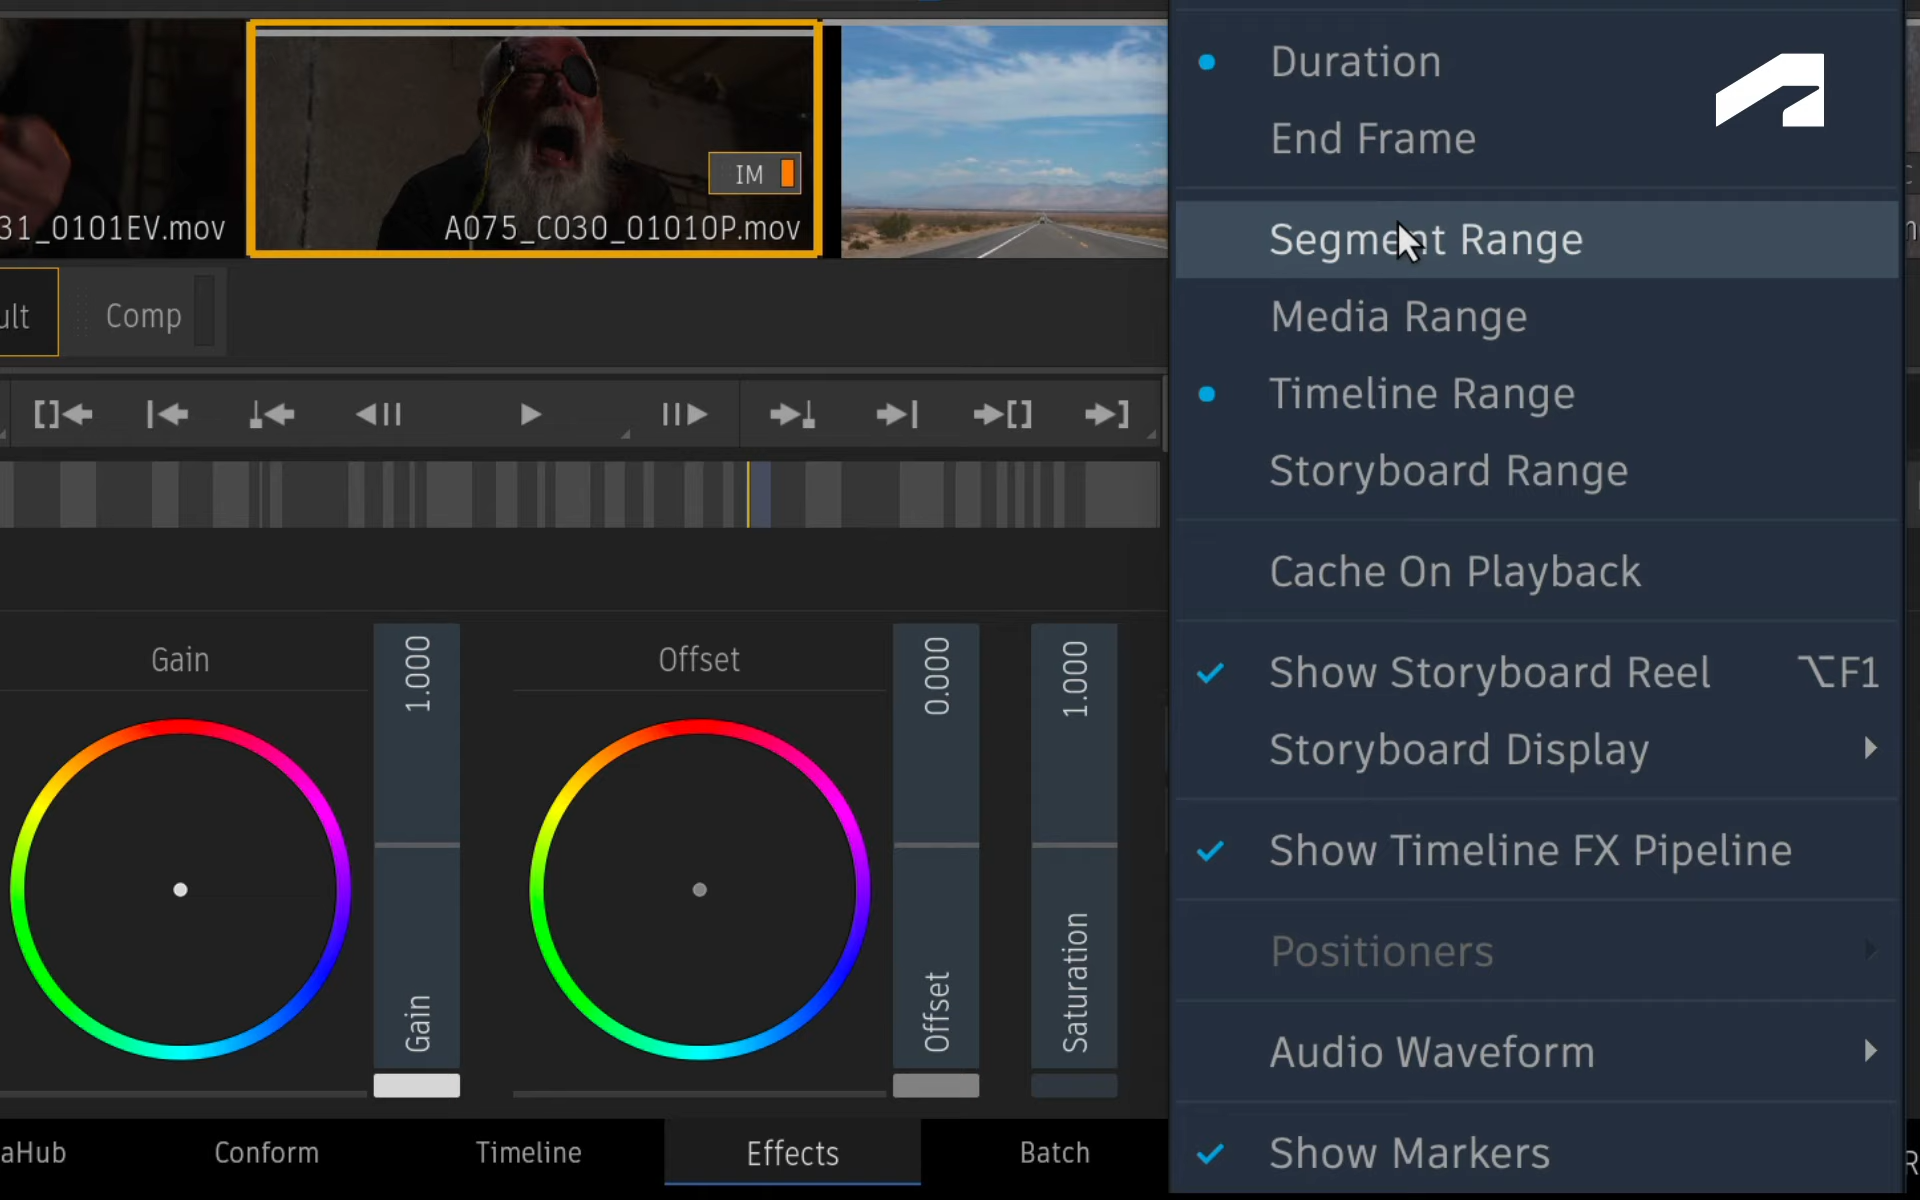 31_0101EV.mov
IM
A075_C030_01010P.mov
ult
Comp
Gain
1.000
Gain
Offset
0.000
Offset
1.000
Saturation
aHub
Conform
Timeline
Effects
Batch
Duration
End Frame
Segment Range
Media Range
Timeline Range
Storyboard Range
Cache On Playback
Show Storyboard Reel ⌥F1
Storyboard Display
Show Timeline FX Pipeline
Positioners
Audio Waveform
Show Markers